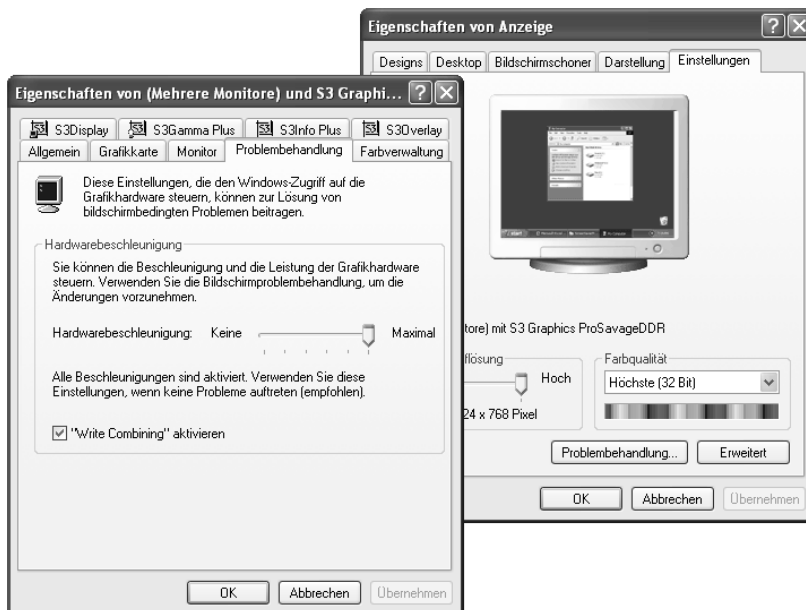 Eigenschaften von Anzeige
Designs Desktop Bildschirmschoner Darstellung Einstellungen
tore) mit S3 Graphics ProSavageDDR
flösung
Hoch
24 x 768 Pixel
Farbqualität
Höchste (32 Bit)
Problembehandlung... Erweitert
OK Abbrechen Übernehmen
Eigenschaften von (Mehrere Monitore) und S3 Graphi...
S3Display S3Gamma Plus S3Info Plus S3Overlay
Allgemein Grafikkarte Monitor Problembehandlung Farbverwaltung
Diese Einstellungen, die den Windows-Zugriff auf die
Grafikhardware steuern, können zur Lösung von
bildschirmbedingten Problemen beitragen.
Hardwarebeschleunigung
Sie können die Beschleunigung und die Leistung der Grafikhardware
steuern. Verwenden Sie die Bildschirmproblembehandlung, um die
Änderungen vorzunehmen.
Hardwarebeschleunigung: Keine Maximal
Alle Beschleunigungen sind aktiviert. Verwenden Sie diese
Einstellungen, wenn keine Probleme auftreten (empfohlen).
"Write Combining" aktivieren
OK Abbrechen Übernehmen